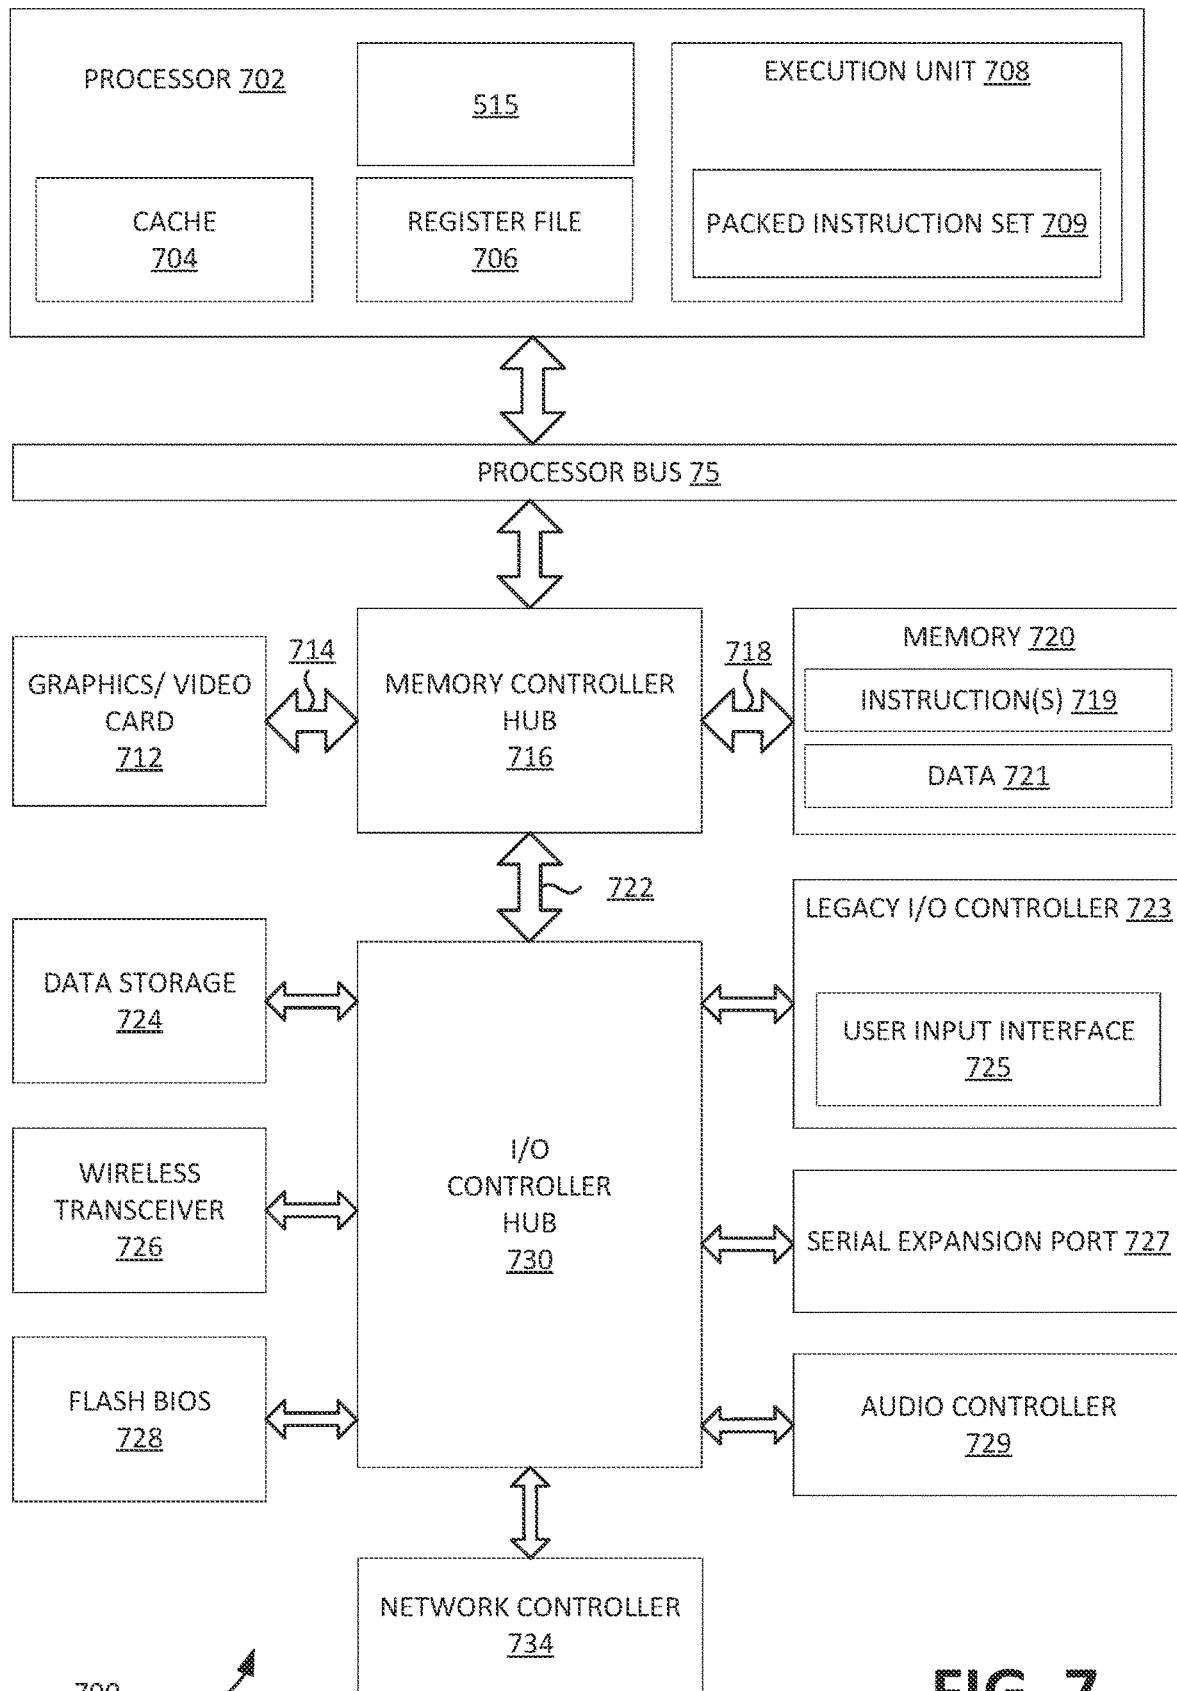 PROCESSOR 702
515
EXECUTION UNIT 708
CACHE
704
REGISTER FILE
706
PACKED INSTRUCTION SET 709
PROCESSOR BUS 75
GRAPHICS/ VIDEO
CARD
712
714
MEMORY CONTROLLER
HUB
716
718
MEMORY 720
INSTRUCTION(S) 719
DATA 721
722
DATA STORAGE
724
LEGACY I/O CONTROLLER 723
USER INPUT INTERFACE
725
WIRELESS
TRANSCEIVER
726
I/O
CONTROLLER
HUB
730
SERIAL EXPANSION PORT 727
FLASH BIOS
728
AUDIO CONTROLLER
729
NETWORK CONTROLLER
734
FIG. 7